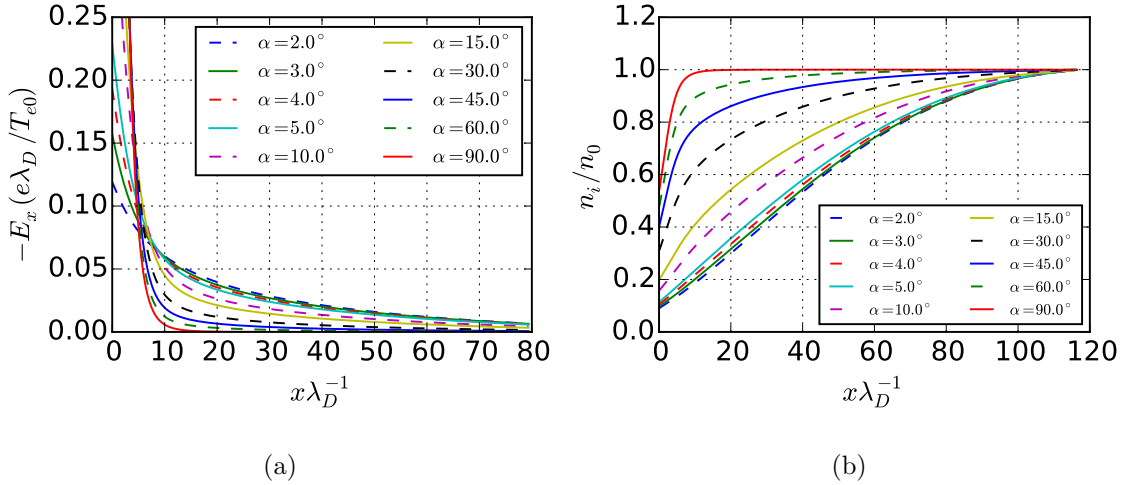 −E_x (eλ_D/T_e0)
0.25
0.20
0.15
0.10
0.05
0.00
α=2.0°
α=3.0°
α=4.0°
α=5.0°
α=10.0°
α=15.0°
α=30.0°
α=45.0°
α=60.0°
α=90.0°
0 10 20 30 40 50 60 70 80
xλ_D^{-1}
(a)
n_i/n_0
1.2
1.0
0.8
0.6
0.4
0.2
0.0
α=2.0°
α=3.0°
α=4.0°
α=5.0°
α=10.0
α=15.0°
α=30.0°
α=45.0°
α=60.0°
α=90.0
0 20 40 60 80 100 120
xλ_D^{-1}
(b)